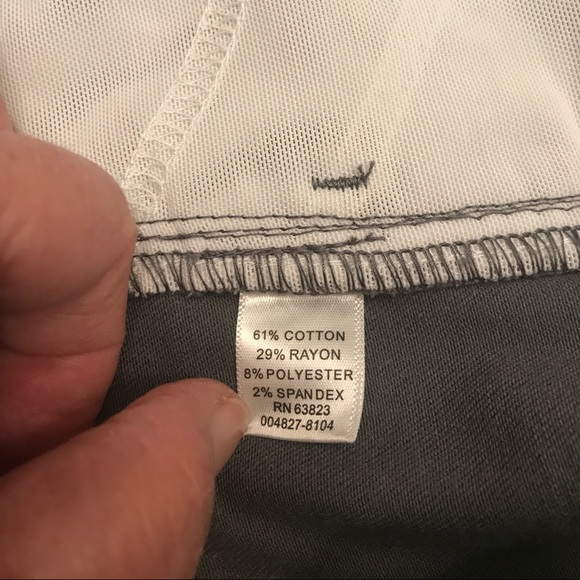 61% COTTON
29% RAYON
8% POLYESTER
2% SPANDEX
RN 63823
004827-8104